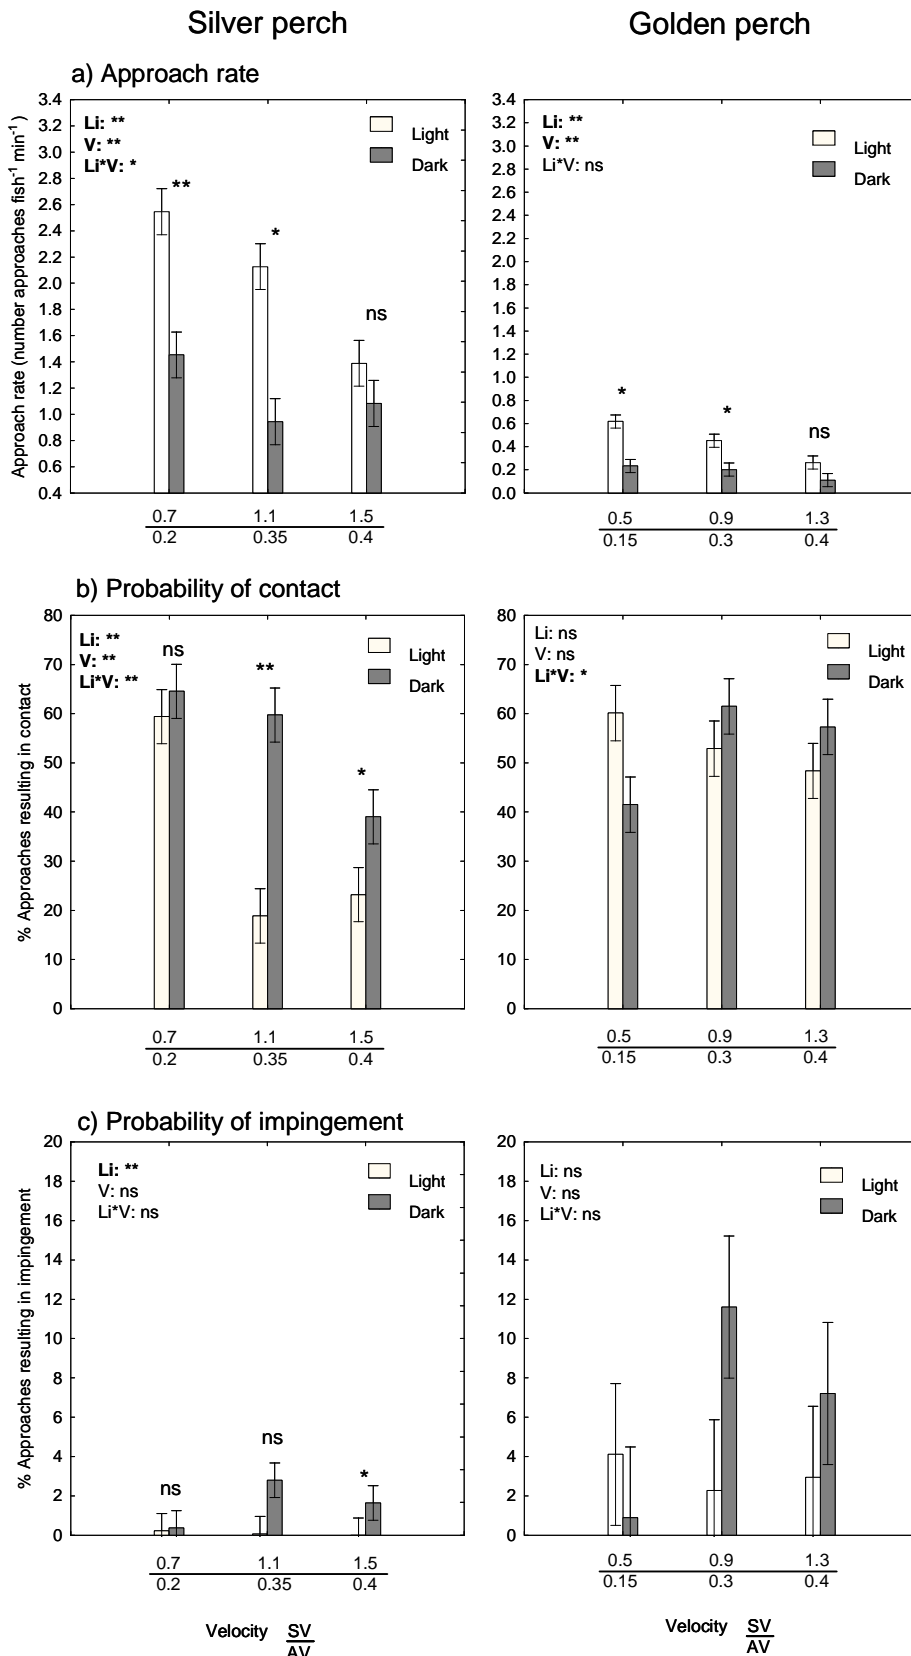 Silver perch
Golden perch
a) Approach rate
Approach rate (number approaches fish-1 min-1)
3.4
3.2
3.0
2.8
2.6
2.4
2.2
2.0
1.8
1.6
1.4
1.2
1.0
0.8
0.6
0.4
Li: **
V: **
Li*V: *
Light
Dark
**
*
ns
0.7 1.1 1.5
0.2 0.35 0.4
3.4
3.2
3.0
2.8
2.6
2.4
2.2
2.0
1.8
1.6
1.4
1.2
1.0
0.8
0.6
0.4
0.2
0.0
Li: **
V: **
Li*V: ns
Light
Dark
*
*
ns
0.5 0.9 1.3
0.15 0.3 0.4
b) Probability of contact
% Approaches resulting in contact
80
70
60
50
40
30
20
10
0
Li: **
V: **
Li*V: **
Light
Dark
ns
**
*
0.7 1.1 1.5
0.2 0.35 0.4
80
70
60
50
40
30
20
10
0
Li: ns
V: ns
Li*V: *
Light
Dark
0.5 0.9 1.3
0.15 0.3 0.4
c) Probability of impingement
% Approaches resulting in impingement
20
18
16
14
12
10
8
6
4
2
0
Li: **
V: ns
Li*V: ns
Light
Dark
ns
ns
*
0.7 1.1 1.5
0.2 0.35 0.4
Velocity SV
AV
20
18
16
14
12
10
8
6
4
2
0
Li: ns
V: ns
Li*V: ns
Light
Dark
0.5 0.9 1.3
0.15 0.3 0.4
Velocity SV
AV